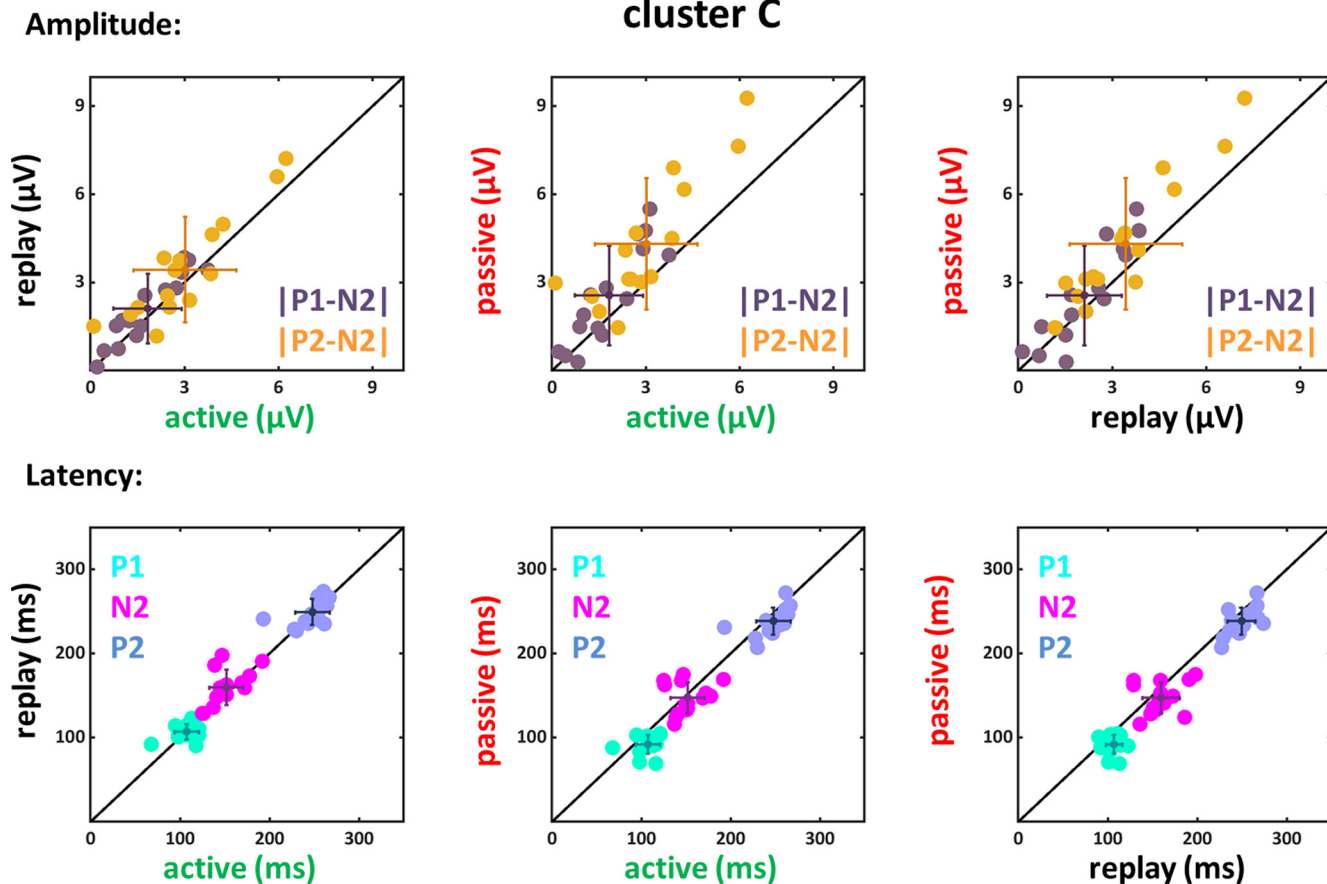 cluster C
Amplitude:
replay (µV)
9
6
3
0
3
6
9
|P1-N2|
|P2-N2|
active (µV)
passive (µV)
9
6
3
0
3
6
9
|P1-N2|
|P2-N2|
active (µV)
passive (µV)
9
6
3
0
3
6
9
|P1-N2|
|P2-N2|
replay (µV)
Latency:
replay (ms)
300
200
100
0
100
200
300
P1
N2
P2
active (ms)
passive (ms)
300
200
100
0
100
200
300
P1
N2
P2
active (ms)
passive (ms)
300
200
100
0
100
200
300
P1
N2
P2
replay (ms)